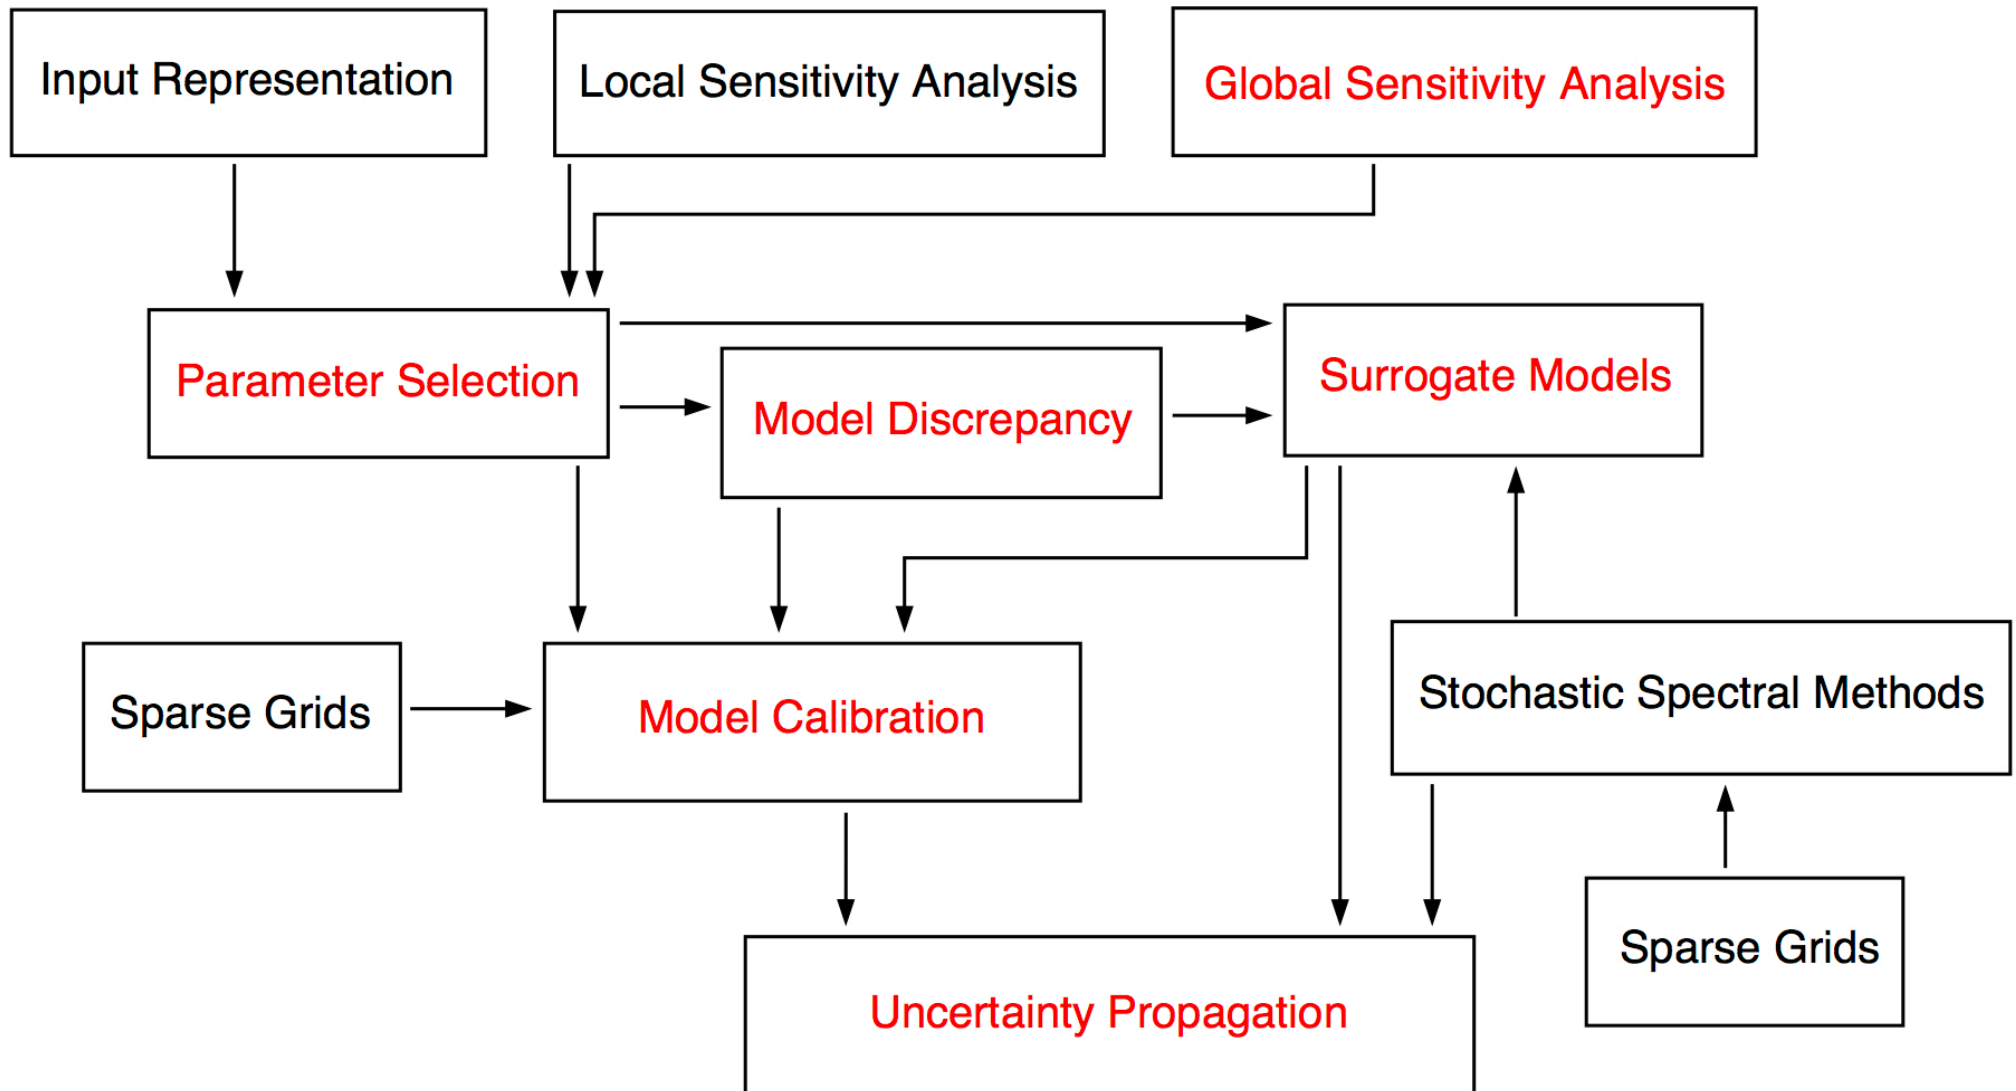 Input Representation
Local Sensitivity Analysis
Global Sensitivity Analysis
Parameter Selection
Model Discrepancy
Surrogate Models
Sparse Grids
Model Calibration
Stochastic Spectral Methods
Sparse Grids
Uncertainty Propagation